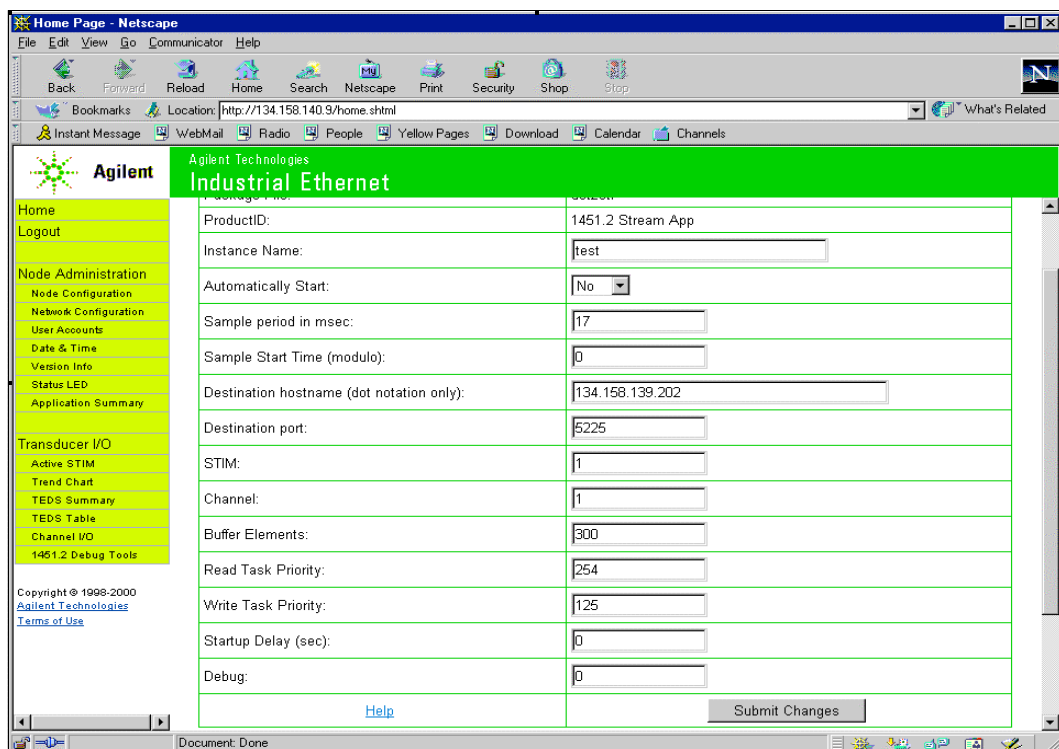 Home Page - Netscape
File Edit View Go Communicator Help
Back Forward Reload Home Search Netscape Print Security Shop Stop
My
N
Bookmarks Location: http://134.158.140.9/home.shtml What's Related
Instant Message WebMail Radio People Yellow Pages Download Calendar Channels
Agilent
Agilent Technologies
Industrial Ethernet
Home
Logout
Node Administration
Node Configuration
Network Configuration
User Accounts
Date & Time
Version Info
Status LED
Application Summary
Transducer I/O
Active STIM
Trend Chart
TEDS Summary
TEDS Table
Channel I/O
1451.2 Debug Tools
Copyright © 1998-2000
Agilent Technologies
Terms of Use
Package File:
ProductID: 1451.2 Stream App
Instance Name: test
Automatically Start: No
Sample period in msec: 17
Sample Start Time (modulo): 0
Destination hostname (dot notation only): 134.158.139.202
Destination port: 5225
STIM: 1
Channel: 1
Buffer Elements: 300
Read Task Priority: 254
Write Task Priority: 125
Startup Delay (sec): 0
Debug: 0
Help Submit Changes
Document: Done